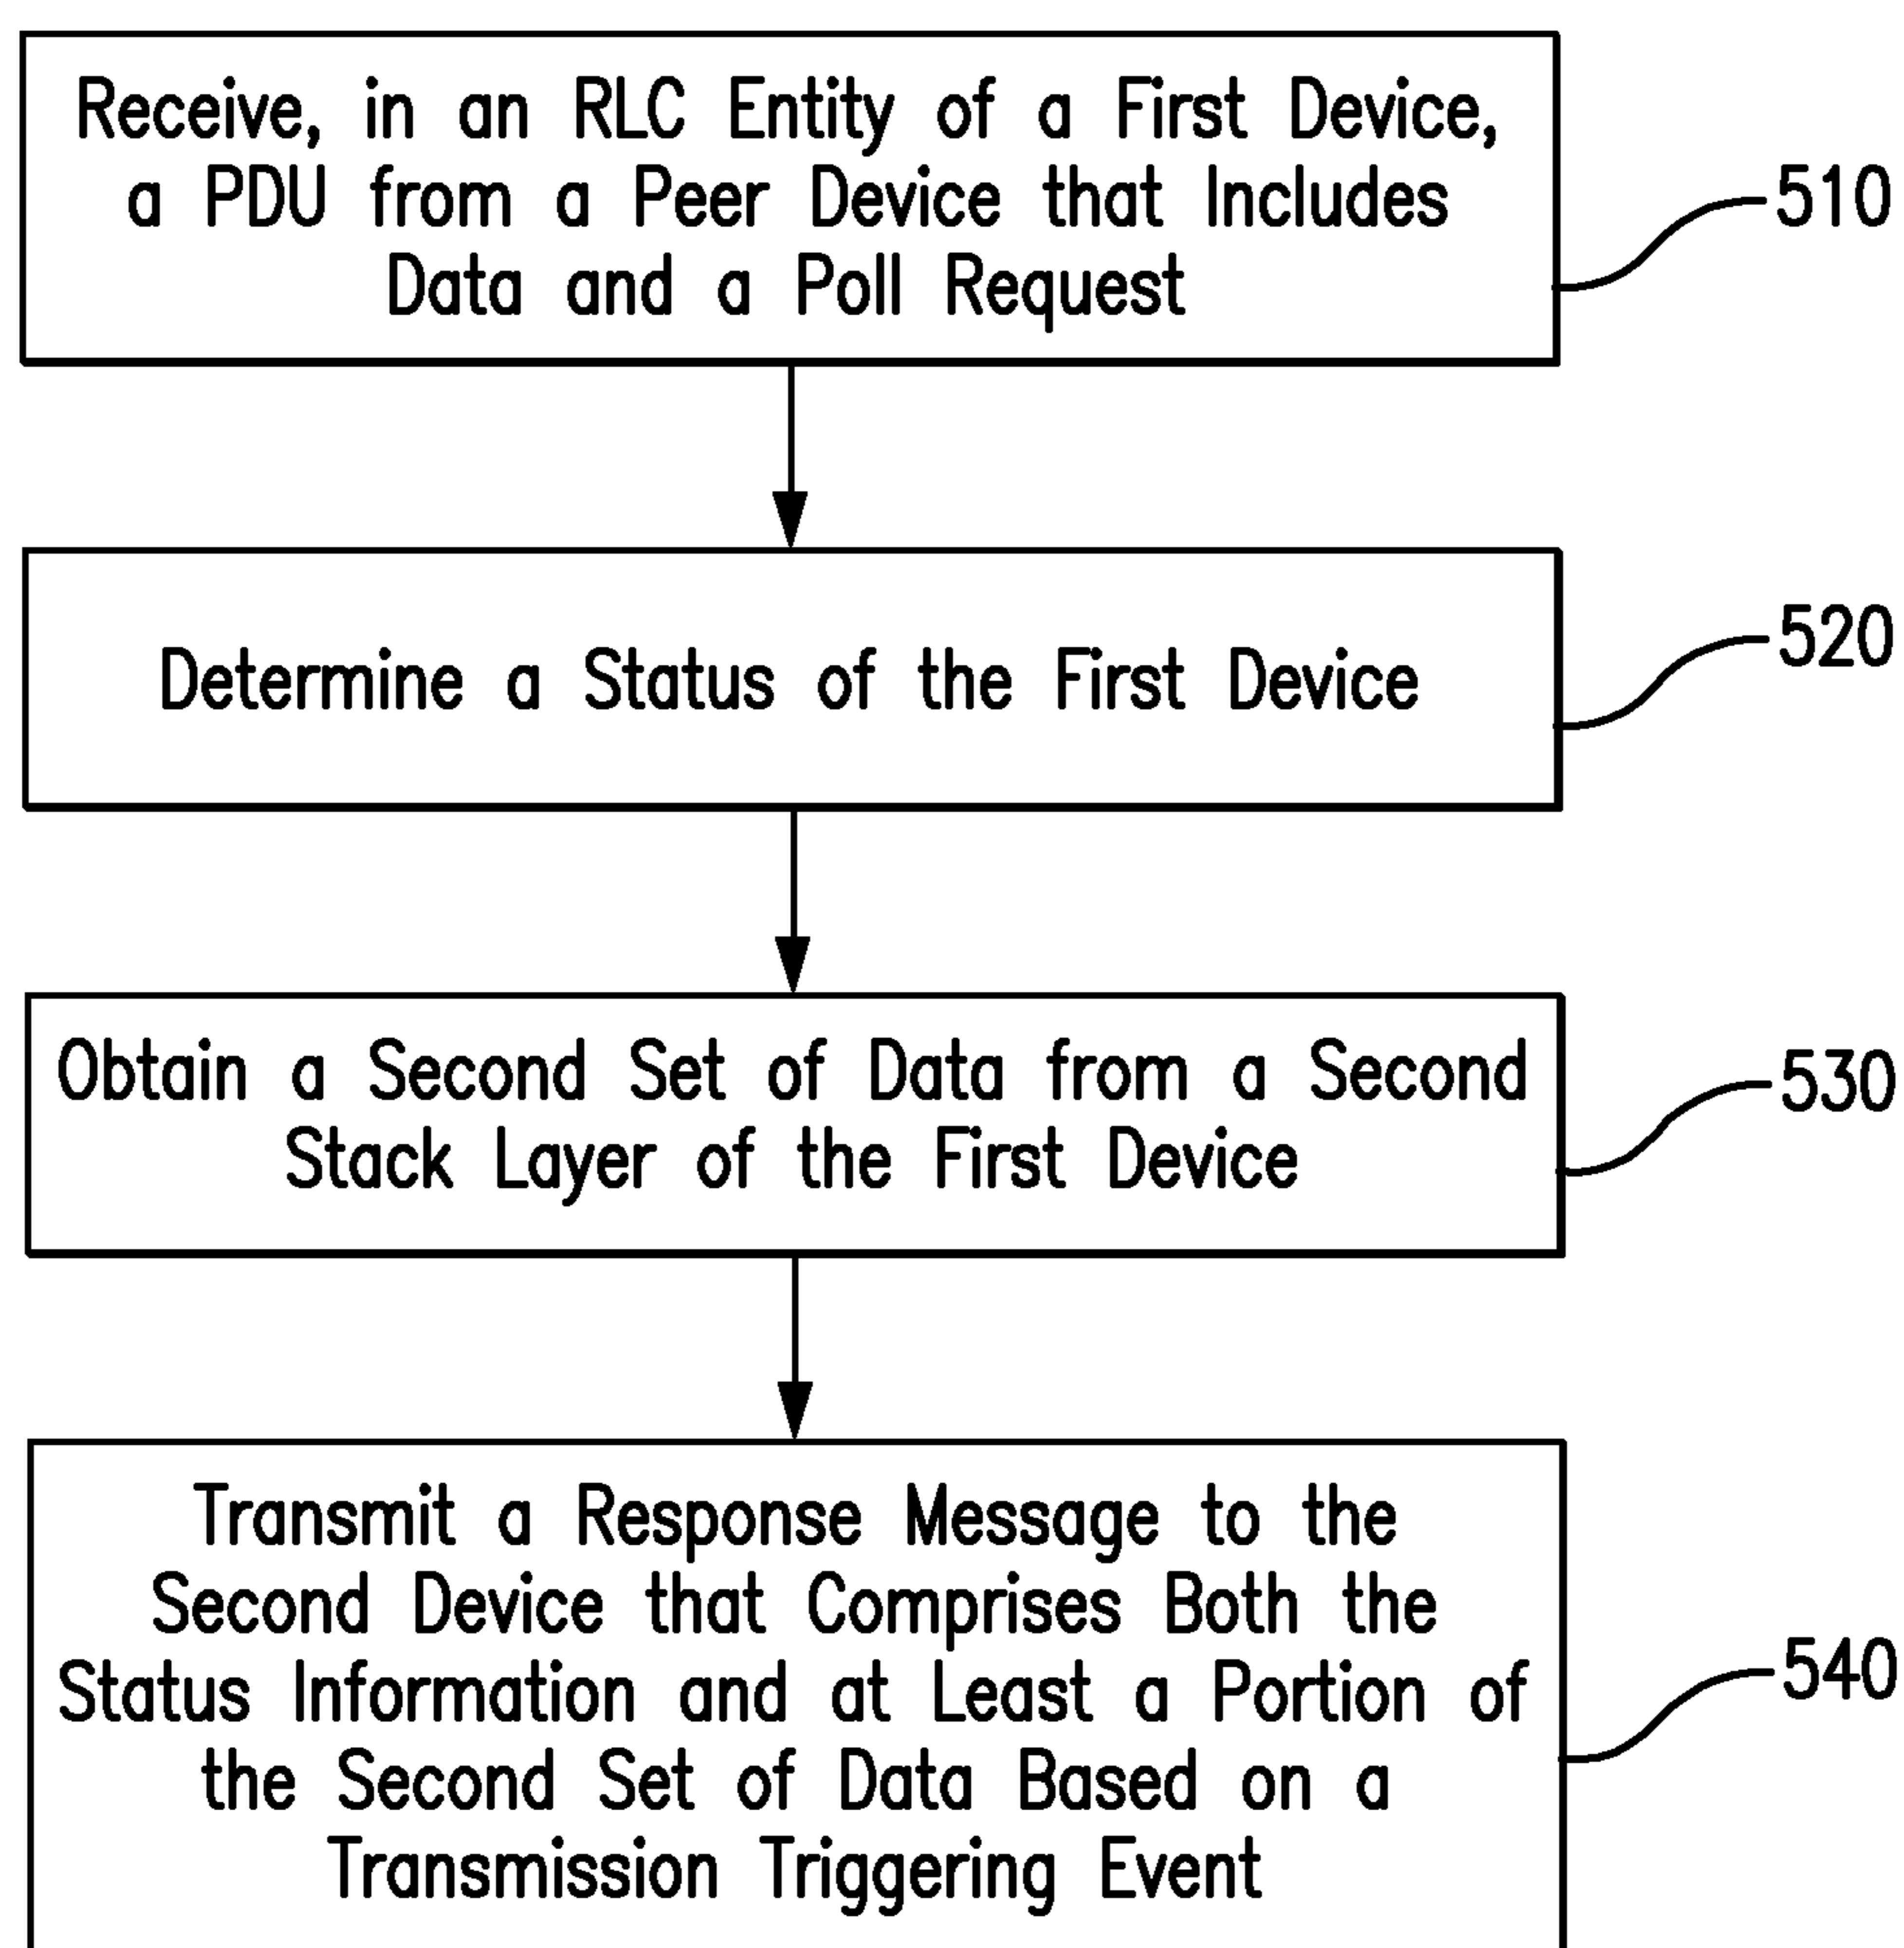 Receive, in an RLC Entity of a First Device,
a PDU from a Peer Device that Includes
Data and a Poll Request
510
Determine a Status of the First Device
520
Obtain a Second Set of Data from a Second
Stack Layer of the First Device
530
Transmit a Response Message to the
Second Device that Comprises Both the
Status Information and at Least a Portion of
the Second Set of Data Based on a
Transmission Triggering Event
540